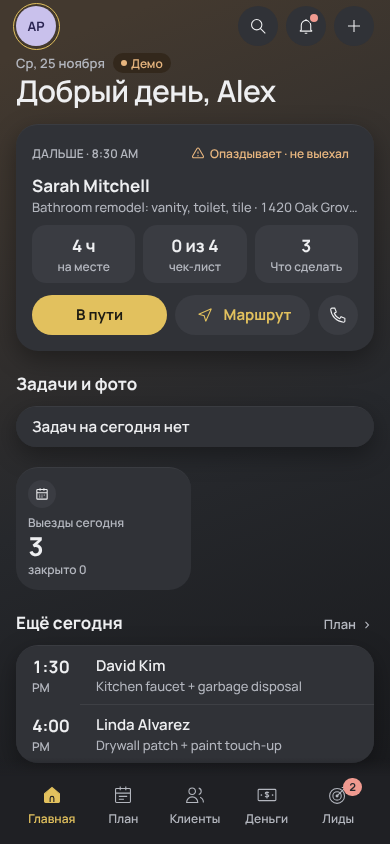 AP
Ср, 25 ноября
Демо
Добрый день, Alex
ДАЛЬШЕ · 8:30 AM
Опаздывает · не выехал
Sarah Mitchell
Bathroom remodel: vanity, toilet, tile · 1420 Oak Grov…
4 ч
на месте
0 из 4
чек-лист
3
Что сделать
В пути
Маршрут
Задачи и фото
Задач на сегодня нет
Выезды сегодня
3
закрыто 0
Ещё сегодня
План
1:30
PM
David Kim
Kitchen faucet + garbage disposal
4:00
PM
Linda Alvarez
Drywall patch + paint touch-up
Главная
План
Клиенты
Деньги
2
Лиды